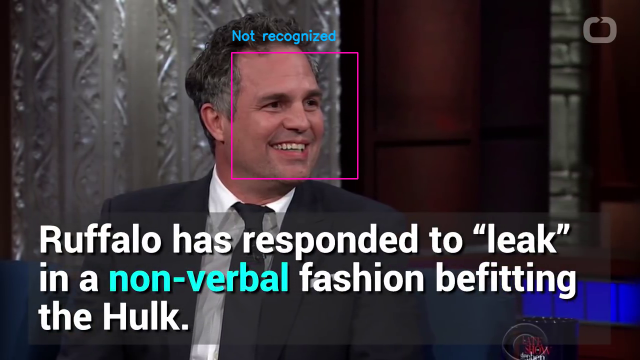 Not recognized
Ruffalo has responded to “leak”
in a non-verbal fashion befitting
the Hulk.